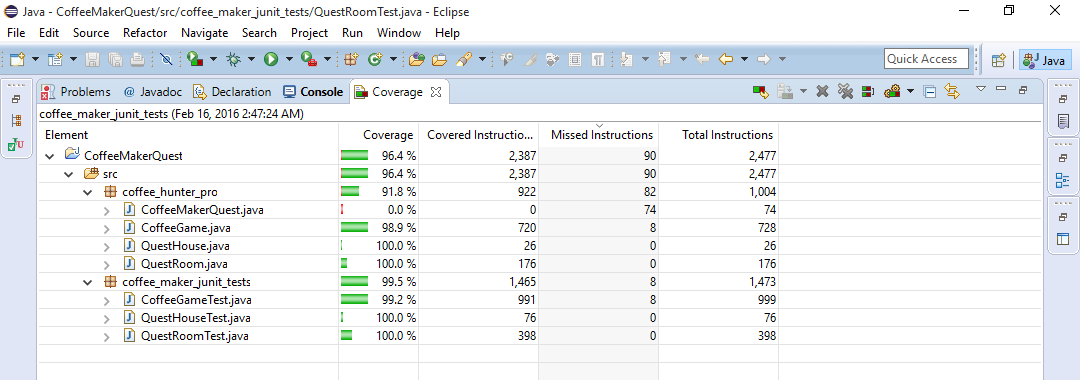 Java - CoffeeMakerQuest/src/coffee_maker_junit_tests/QuestRoomTest.java - Eclipse
File Edit Source Refactor Navigate Search Project Run Window Help
Quick Access Java
Problems @ Javadoc Declaration Console Coverage
coffee_maker_junit_tests (Feb 16, 2016 2:47:24 AM)
Element Coverage Covered Instructio... Missed Instructions Total Instructions
CoffeeMakerQuest 96.4 % 2,387 90 2,477
src 96.4 % 2,387 90 2,477
coffee_hunter_pro 91.8 % 922 82 1,004
CoffeeMakerQuest.java 0.0 % 0 74 74
CoffeeGame.java 98.9 % 720 8 728
QuestHouse.java 100.0 % 26 0 26
QuestRoom.java 100.0 % 176 0 176
coffee_maker_junit_tests 99.5 % 1,465 8 1,473
CoffeeGameTest.java 99.2 % 991 8 999
QuestHouseTest.java 100.0 % 76 0 76
QuestRoomTest.java 100.0 % 398 0 398